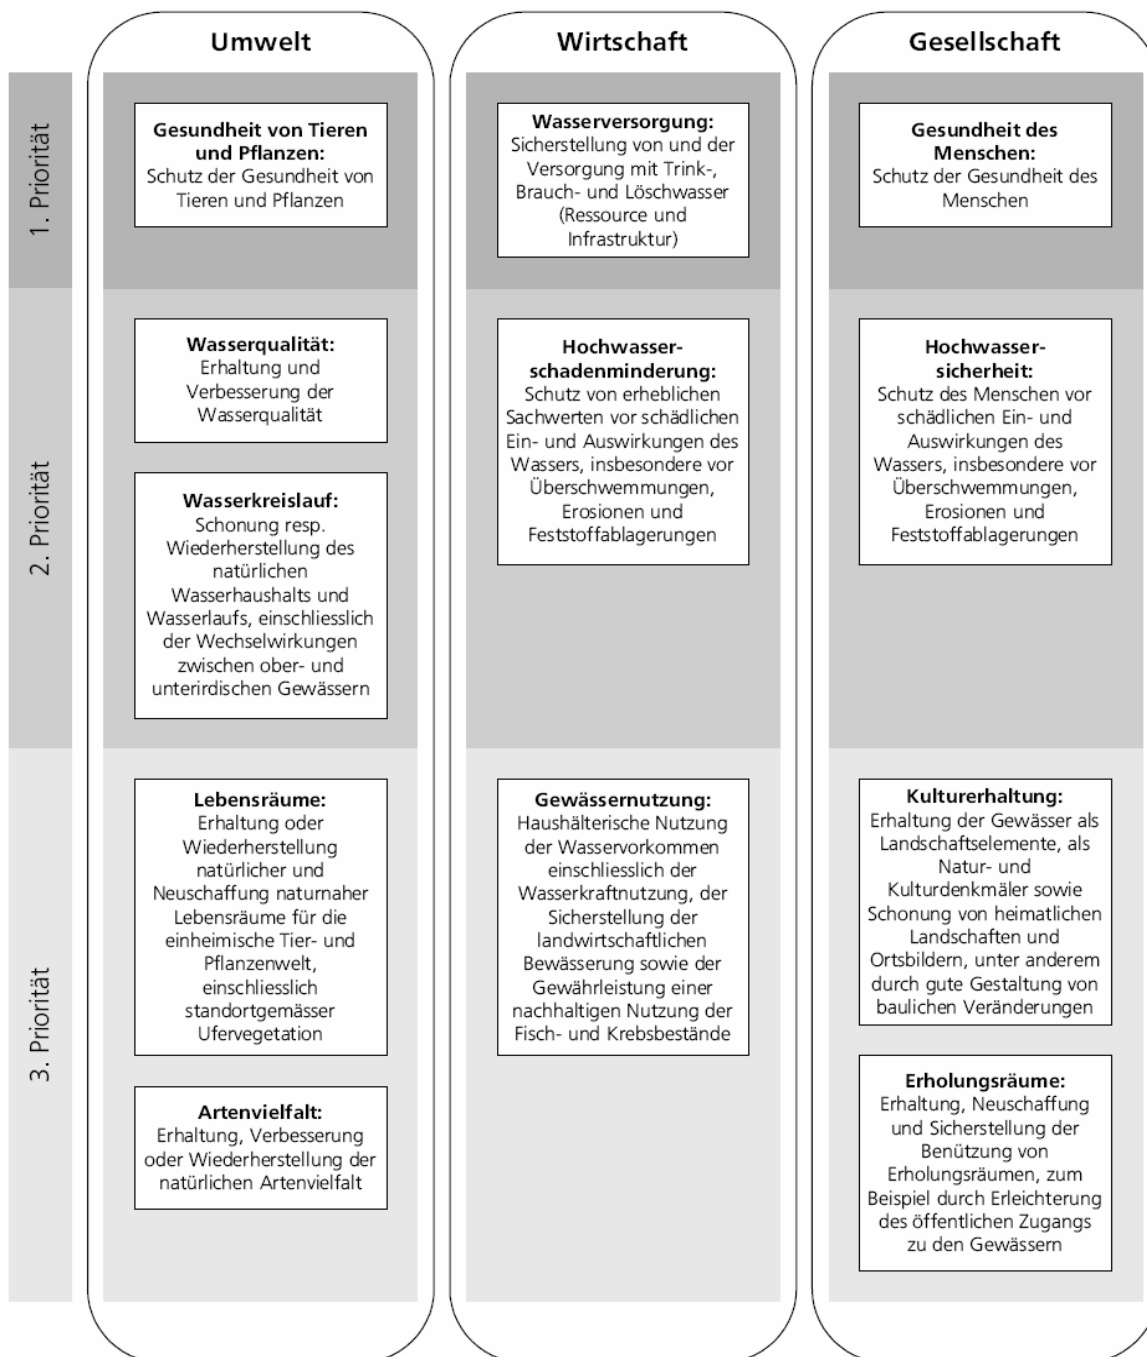 Umwelt
Wirtschaft
Gesellschaft
1. Priorität
Gesundheit von Tieren
und Pflanzen:
Schutz der Gesundheit von
Tieren und Pflanzen
Wasserversorgung:
Sicherstellung von und der
Versorgung mit Trink-,
Brauch- und Löschwasser
(Ressource und
Infrastruktur)
Gesundheit des
Menschen:
Schutz der Gesundheit des
Menschen
2. Priorität
Wasserqualität:
Erhaltung und
Verbesserung der
Wasserqualität
Wasserkreislauf:
Schonung resp.
Wiederherstellung des
natürlichen
Wasserhaushalts und
Wasserlaufs, einschliesslich
der Wechselwirkungen
zwischen ober- und
unterirdischen Gewässern
Hochwasser-
schadenminderung:
Schutz von erheblichen
Sachwerten vor schädlichen
Ein- und Auswirkungen des
Wassers, insbesondere vor
Überschwemmungen,
Erosionen und
Feststoffablagerungen
Hochwasser-
sicherheit:
Schutz des Menschen vor
schädlichen Ein- und
Auswirkungen des
Wassers, insbesondere vor
Überschwemmungen,
Erosionen und
Feststoffablagerungen
3. Priorität
Lebensräume:
Erhaltung oder
Wiederherstellung
natürlicher und
Neuschaffung naturnaher
Lebensräume für die
einheimische Tier- und
Pflanzenwelt,
einschliesslich
standortgemässer
Ufervegetation
Artenvielfalt:
Erhaltung, Verbesserung
oder Wiederherstellung der
natürlichen Artenvielfalt
Gewässernutzung:
Haushälterische Nutzung
der Wasservorkommen
einschliesslich der
Wasserkraftnutzung, der
Sicherstellung der
landwirtschaftlichen
Bewässerung sowie der
Gewährleistung einer
nachhaltigen Nutzung der
Fisch- und Krebsbestände
Kulturerhaltung:
Erhaltung der Gewässer als
Landschaftselemente, als
Natur- und
Kulturdenkmäler sowie
Schonung von heimatlichen
Landschaften und
Ortsbildern, unter anderem
durch gute Gestaltung von
baulichen Veränderungen
Erholungsräume:
Erhaltung, Neuschaffung
und Sicherstellung der
Benützung von
Erholungsräumen, zum
Beispiel durch Erleichterung
des öffentlichen Zugangs
zu den Gewässern